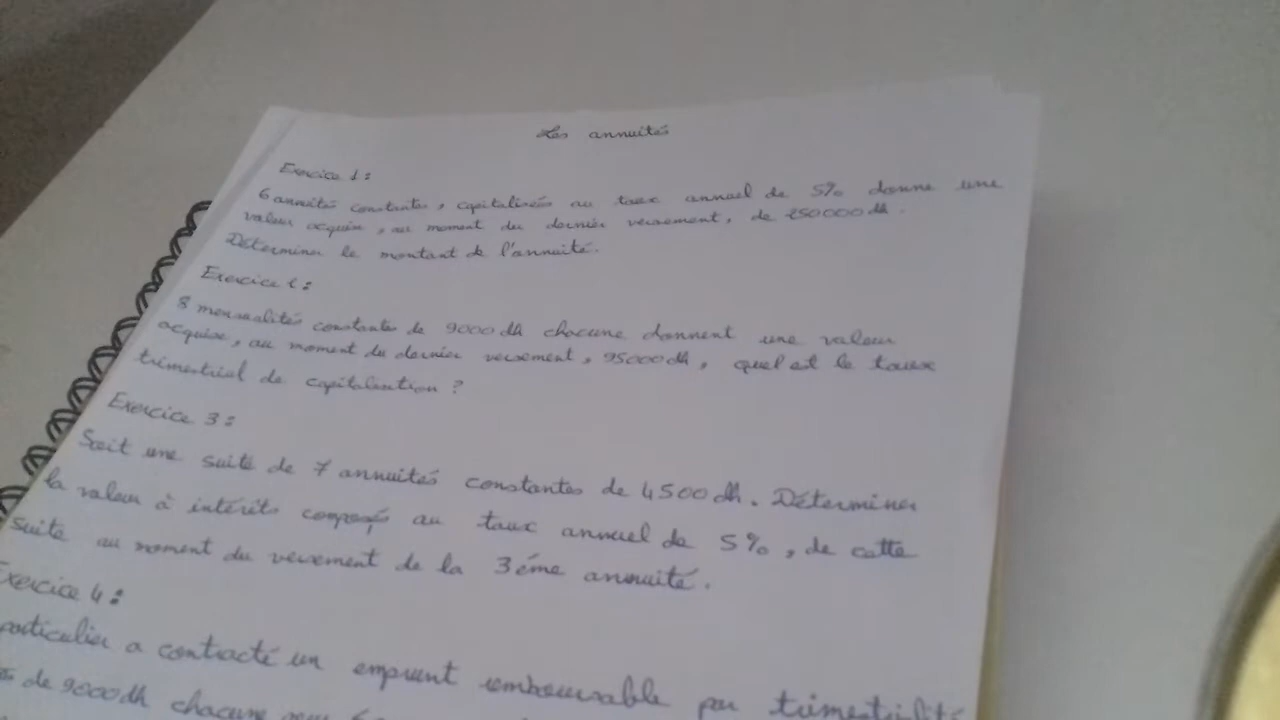 Les annuités
Exercice 1 :
6 annuités constantes, capitalisées au taux annuel de 5% donne une
valeur acquise, au moment du dernier versement, de 250000 dh.
Déterminer le montant de l'annuité.
Exercice 2 :
8 mensualités constantes de 9000 dh chacune donnent une valeur
acquise, au moment du dernier versement, 95000 dh, quel est le taux
trimestriel de capitalisation ?
Exercice 3 :
Soit une suite de 7 annuités constantes de 4500 dh. Déterminer
la valeur à intérêts composés au taux annuel de 5%, de cette
suite au moment du versement de la 3éme annuité.
Exercice 4 :
particulier a contracté un emprunt remboursable par trimestrialité
de 9000 dh chacune